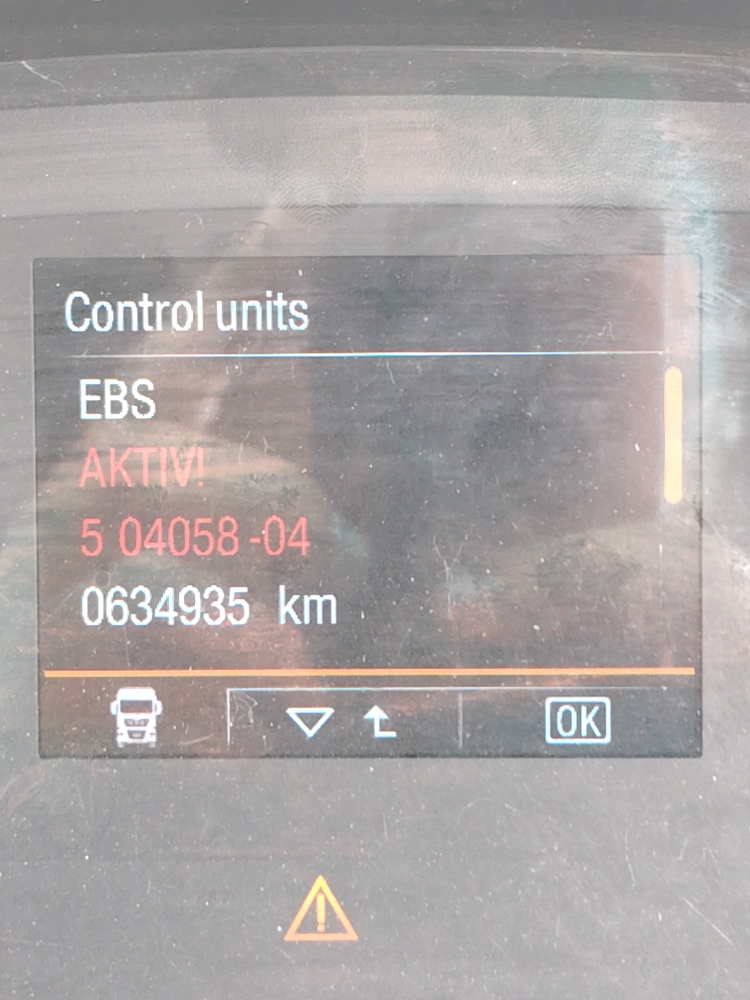 Control units
EBS
AKTIV!
5 04058-04
0634935 km
OK